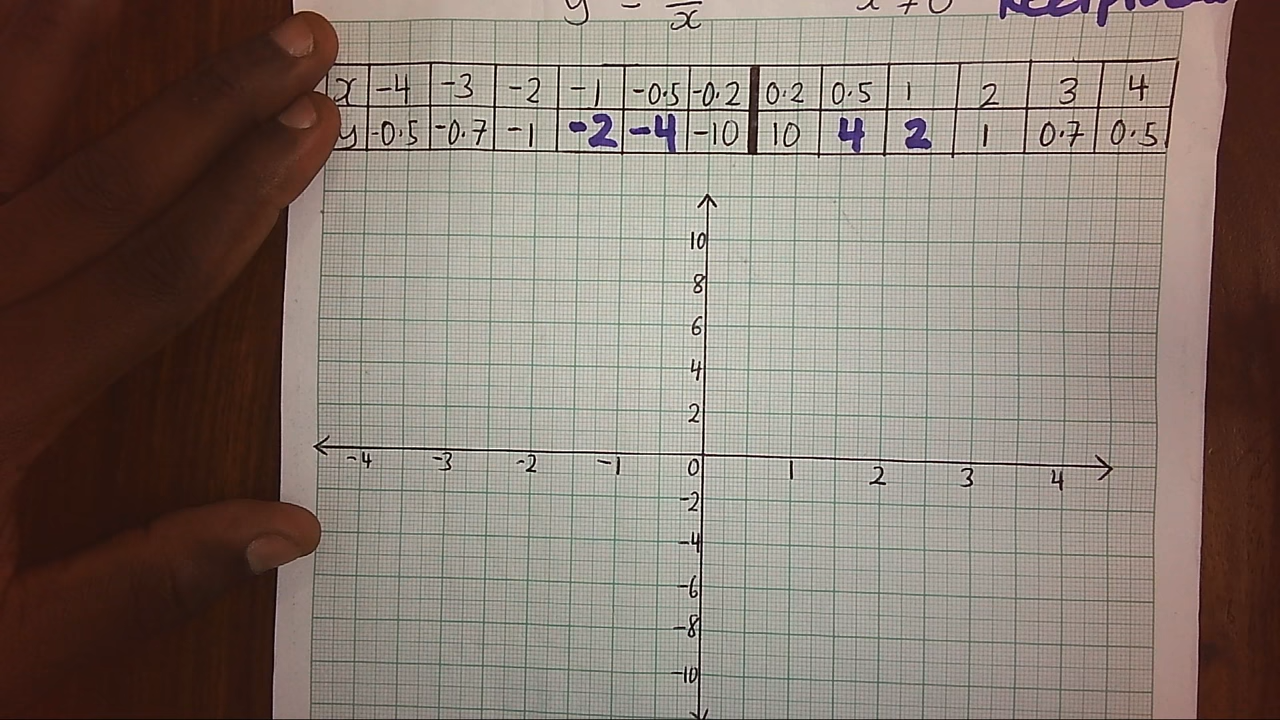 y = x x ≠ 0
x -4 -3 -2 -1 -0.5 -0.2 0.2 0.5 1 2 3 4
y -0.5 -0.7 -1 -2 -4 -10 10 4 2 1 0.7 0.5
10
8
6
4
2
-4 -3 -2 -1 0 1 2 3 4
-2
-4
-6
-8
-10